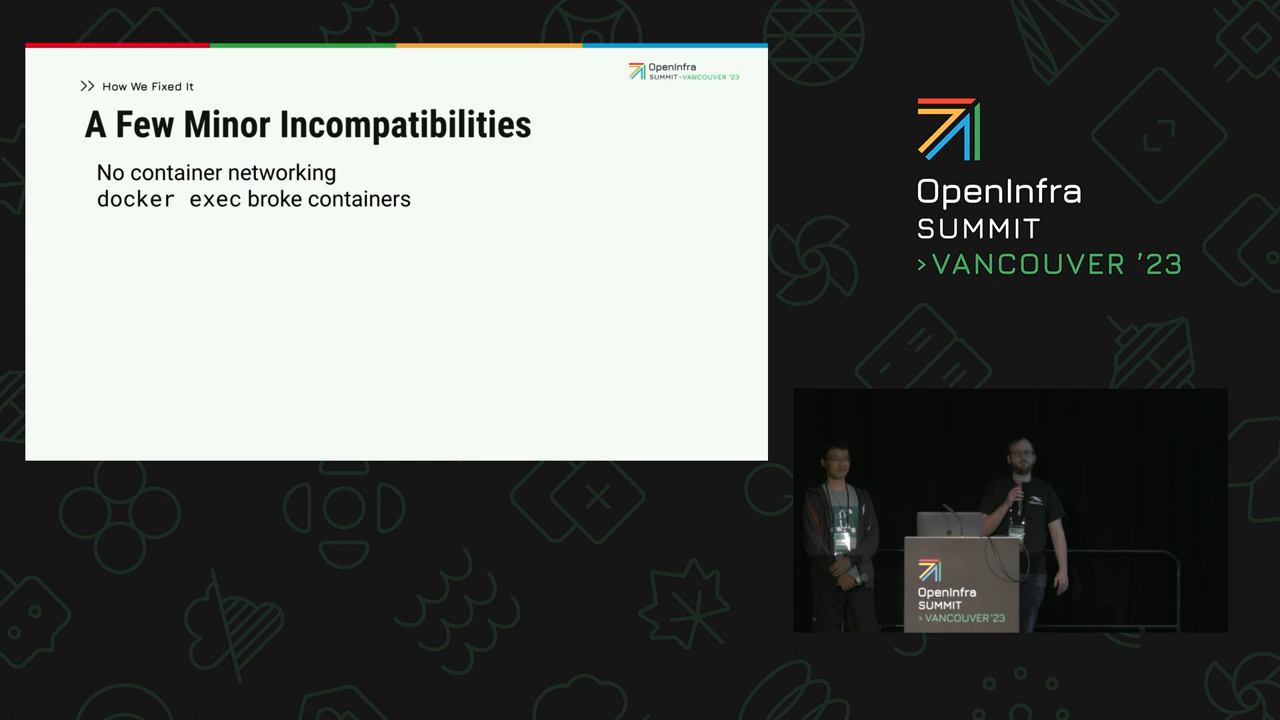 OpenInfra
SUMMIT >VANCOUVER '23
>> How We Fixed It
A Few Minor Incompatibilities
No container networking
docker exec broke containers
OpenInfra
SUMMIT
>VANCOUVER '23
OpenInfra
SUMMIT
>VANCOUVER '23